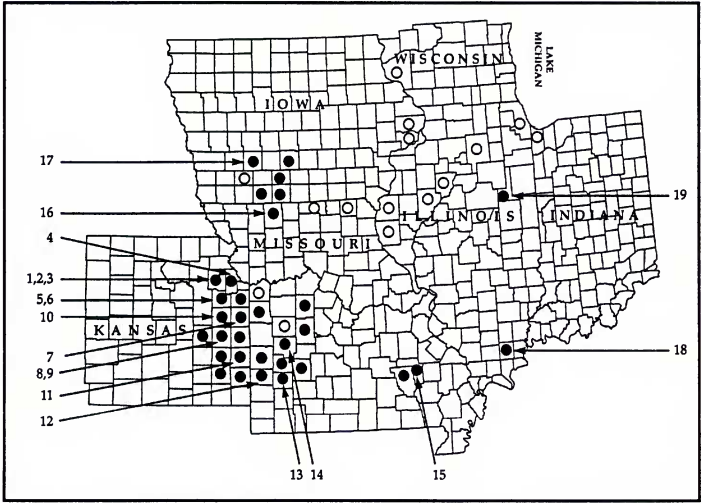 WISCONSIN
LAKE MICHIGAN
IOWA
17
19
16
ILLINOIS
INDIANA
MISSOURI
4
1,2,3
5,6
10
KANSAS
7
8,9
18
11
12
13
14
15